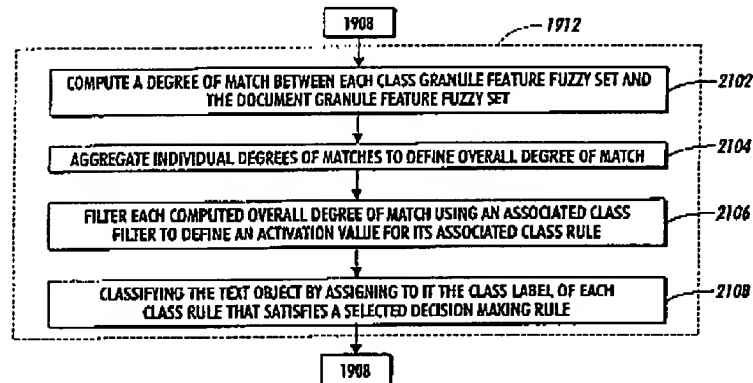 1908
1912
COMPUTE A DEGREE OF MATCH BETWEEN EACH CLASS GRANULE FEATURE FUZZY SET AND
THE DOCUMENT GRANULE FEATURE FUZZY SET
2102
AGGREGATE INDIVIDUAL DEGREES OF MATCHES TO DEFINE OVERALL DEGREE OF MATCH
2104
FILTER EACH COMPUTED OVERALL DEGREE OF MATCH USING AN ASSOCIATED CLASS
FILTER TO DEFINE AN ACTIVATION VALUE FOR ITS ASSOCIATED CLASS RULE
2106
CLASSIFYING THE TEXT OBJECT BY ASSIGNING TO IT THE CLASS LABEL OF EACH
CLASS RULE THAT SATISFIES A SELECTED DECISION MAKING RULE
2108
1908